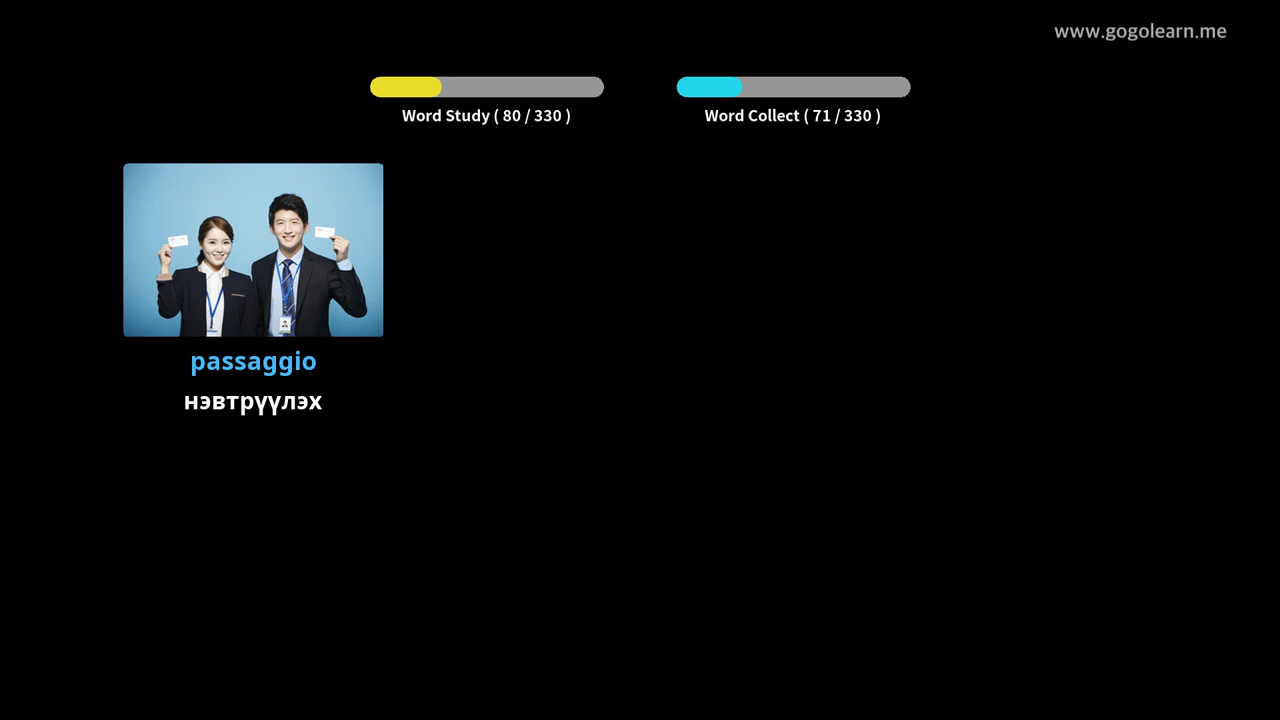 www.gogolearn.me
Word Study ( 80 / 330 )
Word Collect ( 71 / 330 )
passaggio
нэвтрүүлэх